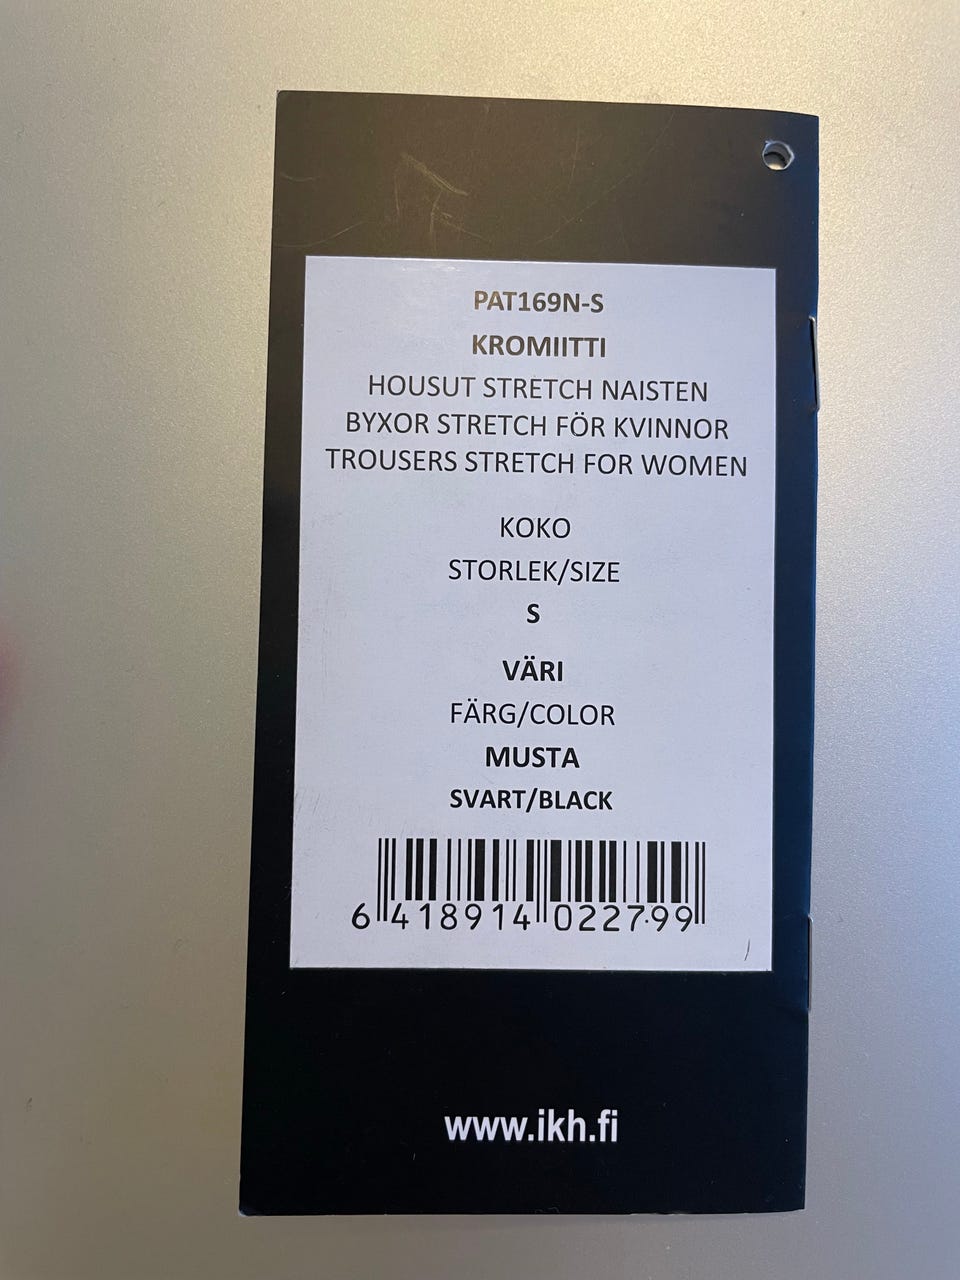 PAT169N-S
KROMIITTI
HOUSUT STRETCH NAISTEN
BYXOR STRETCH FÖR KVINNOR
TROUSERS STRETCH FOR WOMEN
KOKO
STORLEK/SIZE
S
VÄRI
FÄRG/COLOR
MUSTA
SVART/BLACK
6 418914 022799
www.ikh.fi